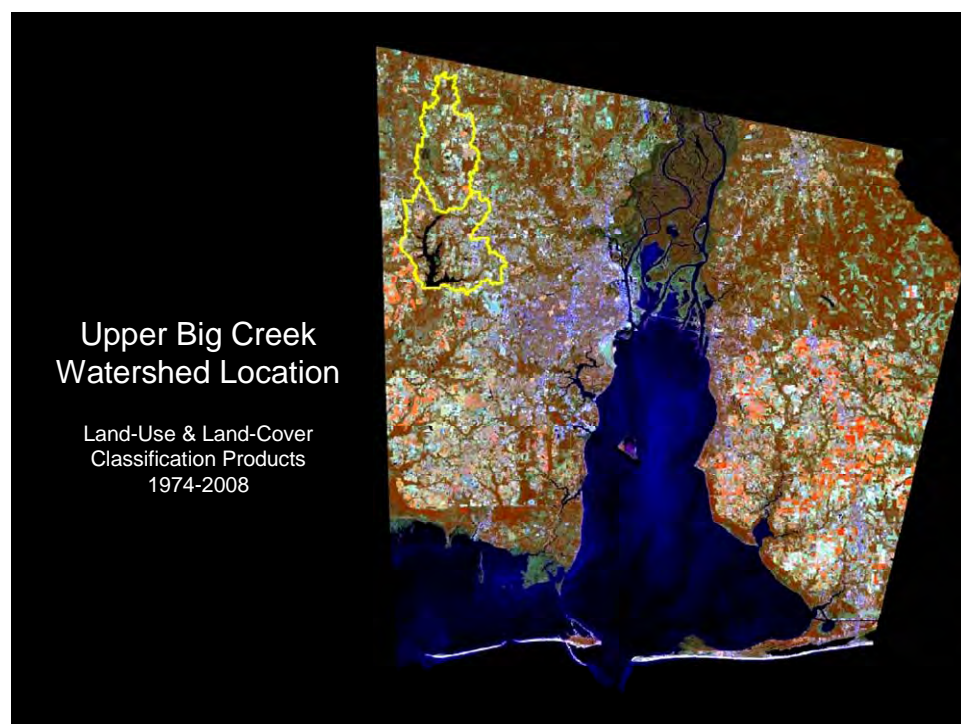 Upper Big Creek
Watershed Location
Land-Use & Land-Cover
Classification Products
1974-2008